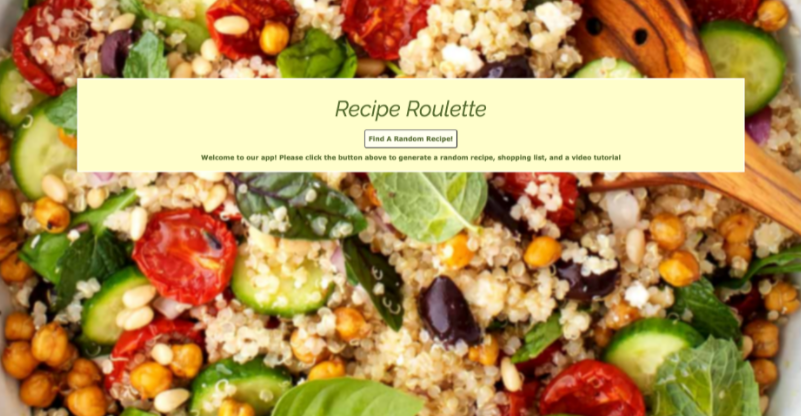 Recipe Roulette
Find A Random Recipe!
Welcome to our app! Please click the button above to generate a random recipe, shopping list, and a video tutorial